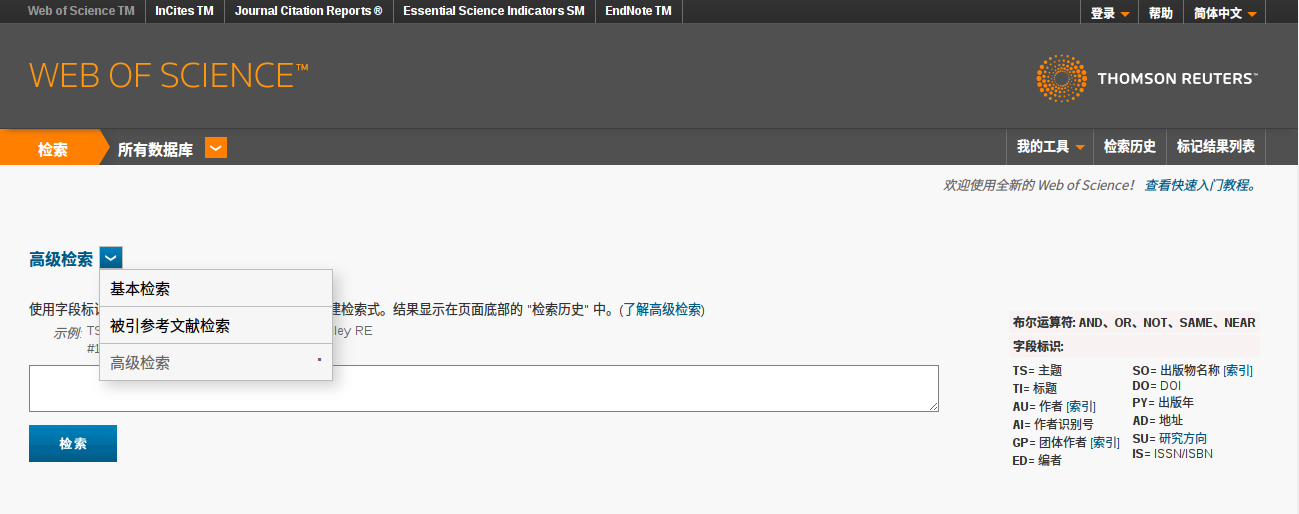 Web of Science TM InCites TM Journal Citation Reports ® Essential Science Indicators SM EndNote TM 登录 帮助 简体中文
WEB OF SCIENCE™
THOMSON REUTERS™
检索 所有数据库 我的工具 检索历史 标记结果列表
欢迎使用全新的 Web of Science! 查看快速入门教程。
高级检索
基本检索
被引参考文献检索
高级检索
使用字段标识 建检索式。结果显示在页面底部的 "检索历史" 中。(了解高级检索)
示例: TS lley RE
#1
检索
布尔运算符: AND、OR、NOT、SAME、NEAR
字段标识:
TS= 主题
TI= 标题
AU= 作者 [索引]
AI= 作者识别号
GP= 团体作者 [索引]
ED= 编者
SO= 出版物名称 [索引]
DO= DOI
PY= 出版年
AD= 地址
SU= 研究方向
IS= ISSN/ISBN